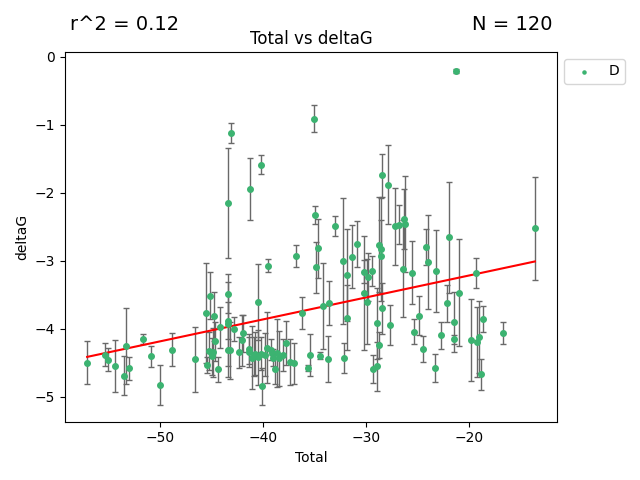 r^2 = 0.12 N = 120
Total vs deltaG
D
0
−1
−2
−3
−4
−5
deltaG
−50 −40 −30 −20
Total